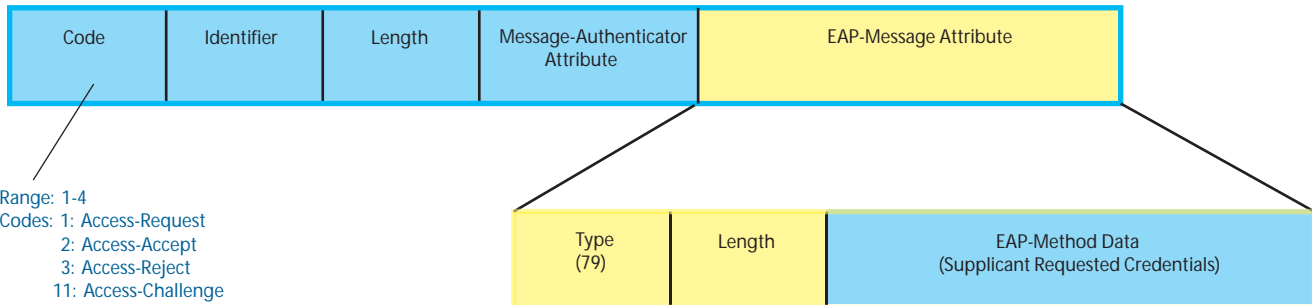 Code
Identifier
Length
Message-Authenticator
Attribute
EAP-Message Attribute
Range: 1-4
Codes: 1: Access-Request
2: Access-Accept
3: Access-Reject
11: Access-Challenge
Type
(79)
Length
EAP-Method Data
(Supplicant Requested Credentials)